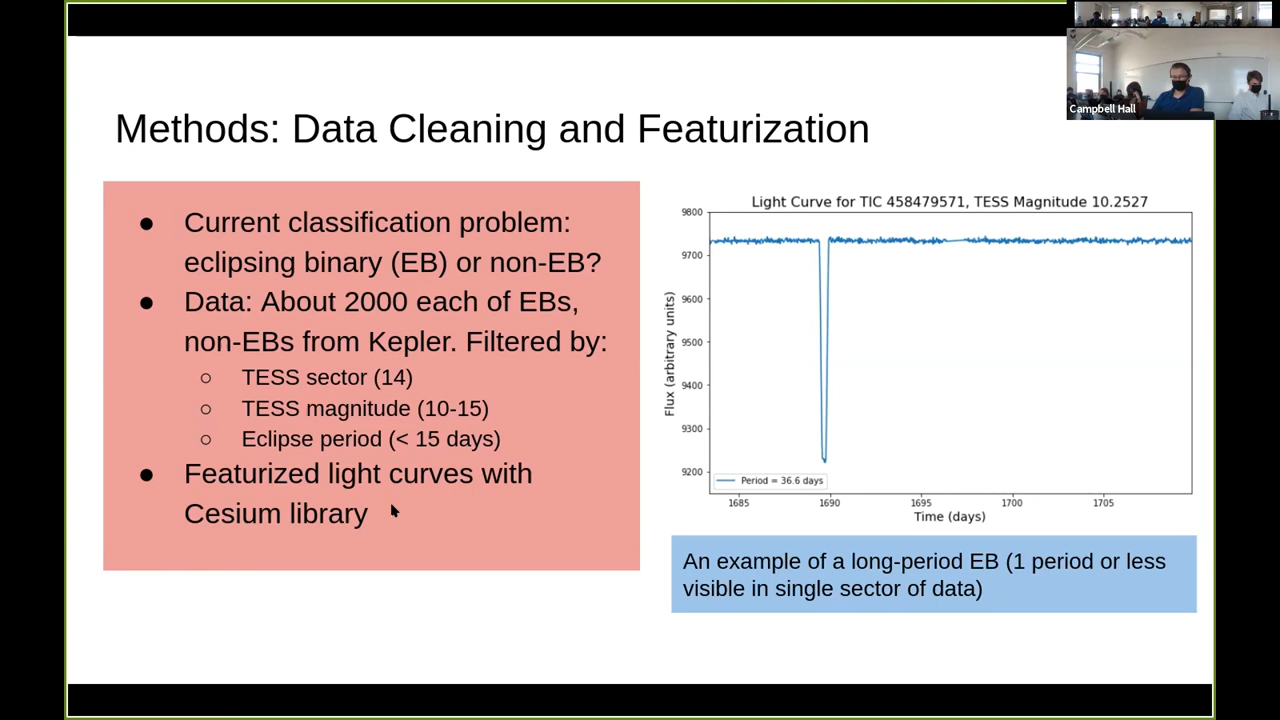 Campbell Hall
Methods: Data Cleaning and Featurization
● Current classification problem:
eclipsing binary (EB) or non-EB?
● Data: About 2000 each of EBs,
non-EBs from Kepler. Filtered by:
○ TESS sector (14)
○ TESS magnitude (10-15)
○ Eclipse period (< 15 days)
● Featurized light curves with
Cesium library
Light Curve for TIC 458479571, TESS Magnitude 10.2527
9800
9700
9600
9500
9400
9300
9200
Flux (arbitrary units)
Period = 36.6 days
1685 1690 1695 1700 1705
Time (days)
An example of a long-period EB (1 period or less
visible in single sector of data)